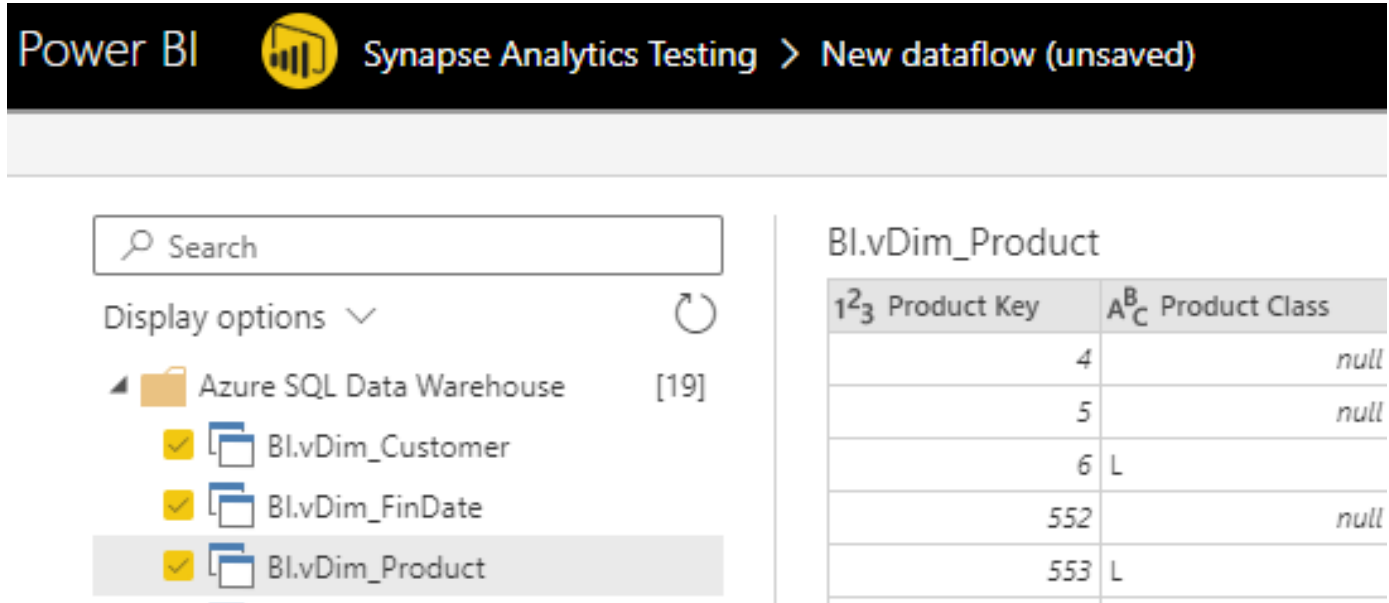 Power BI Synapse Analytics Testing > New dataflow (unsaved)
Search
Display options
Azure SQL Data Warehouse [19]
BI.vDim_Customer
BI.vDim_FinDate
BI.vDim_Product
BI.vDim_Product
1²3 Product Key ABC Product Class
4 null
5 null
6 L
552 null
553 L